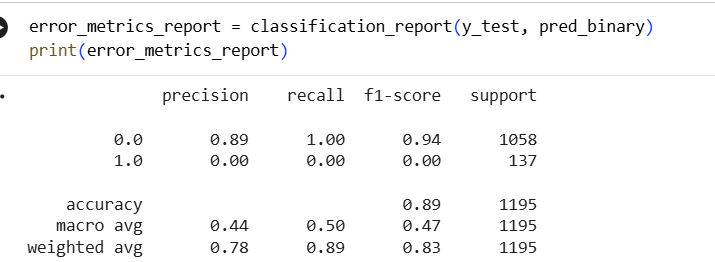 error_metrics_report = classification_report(y_test, pred_binary)
print(error_metrics_report)
precision recall f1-score support
0.0 0.89 1.00 0.94 1058
1.0 0.00 0.00 0.00 137
accuracy 0.89 1195
macro avg 0.44 0.50 0.47 1195
weighted avg 0.78 0.89 0.83 1195